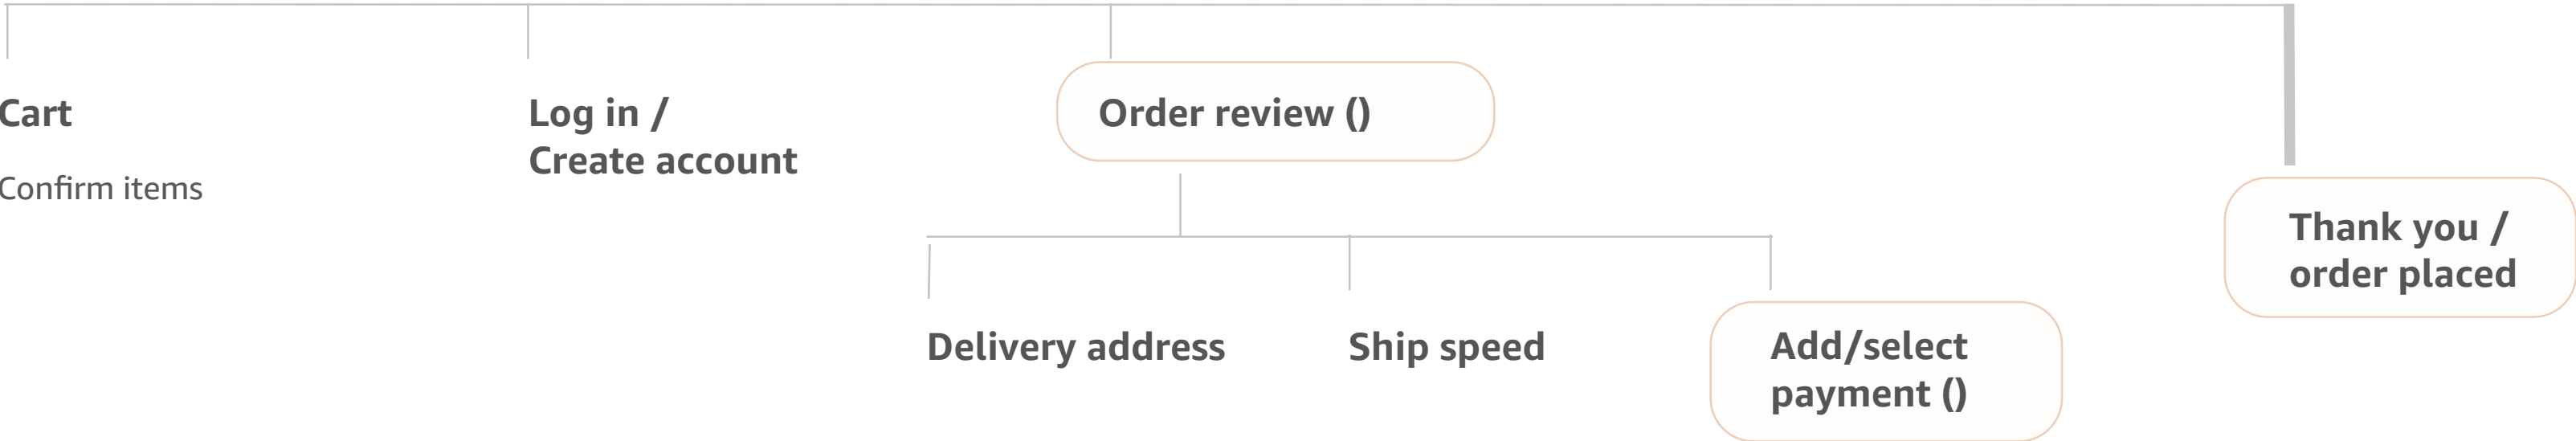 Cart
Confirm items
Log in /
Create account
Order review ()
Delivery address
Ship speed
Add/select
payment ()
Thank you /
order placed